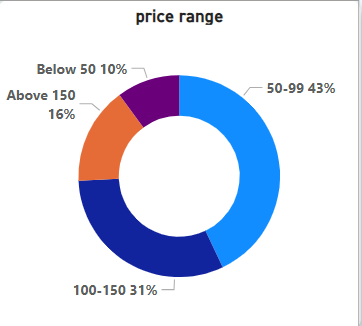 price range
Below 50 10%
50-99 43%
Above 150
16%
100-150 31%